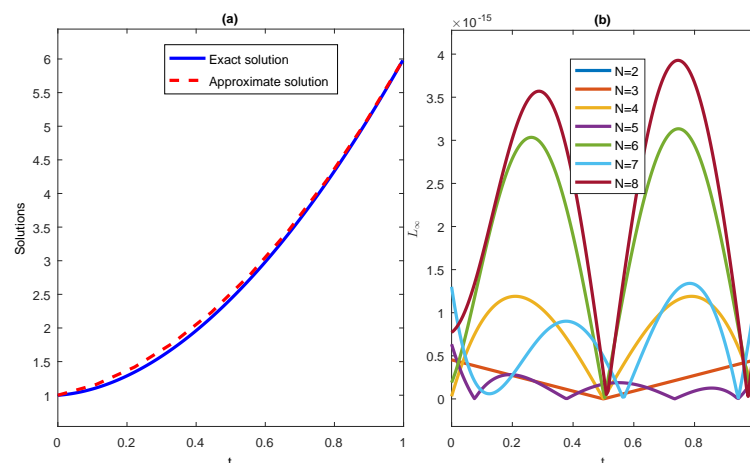 (a)
Exact solution
Approximate solution
Solutions
6
5.5
5
4.5
4
3.5
3
2.5
2
1.5
1
0
0.2
0.4
0.6
0.8
1
t
×10⁻¹⁵
(b)
N=2
N=3
N=4
N=5
N=6
N=7
N=8
L∞
4
3.5
3
2.5
2
1.5
1
0.5
0
0
0.2
0.4
0.6
0.8
t